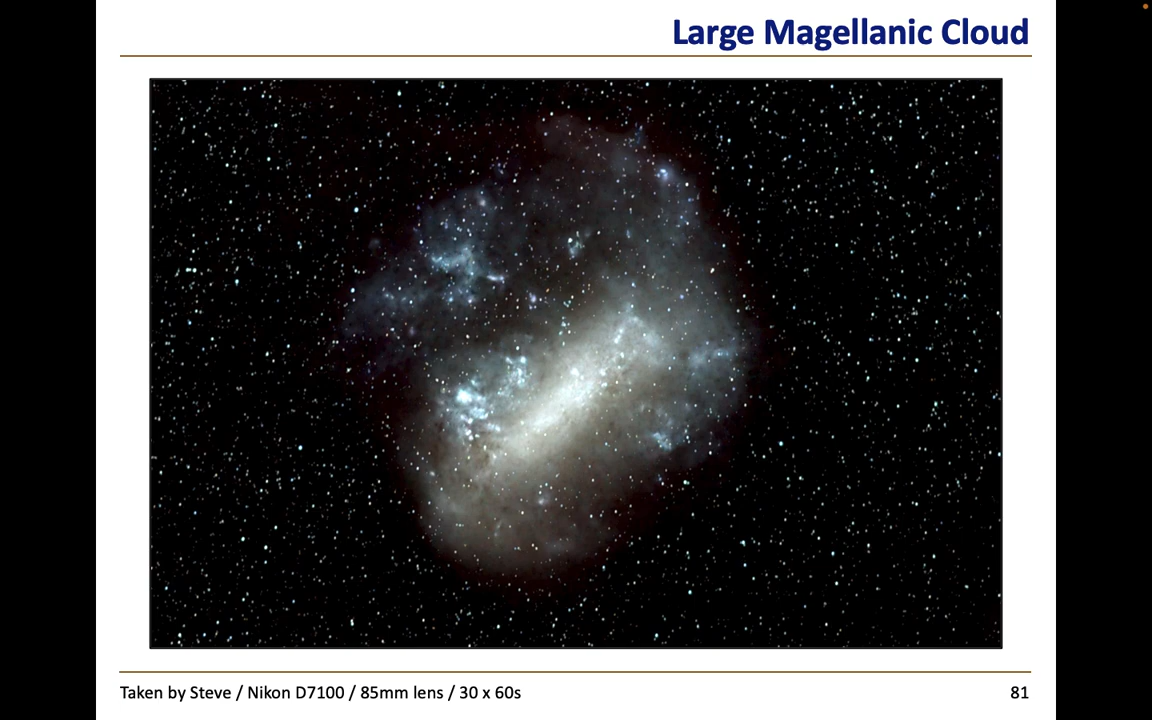 Large Magellanic Cloud
Taken by Steve / Nikon D7100 / 85mm lens / 30 x 60s
81